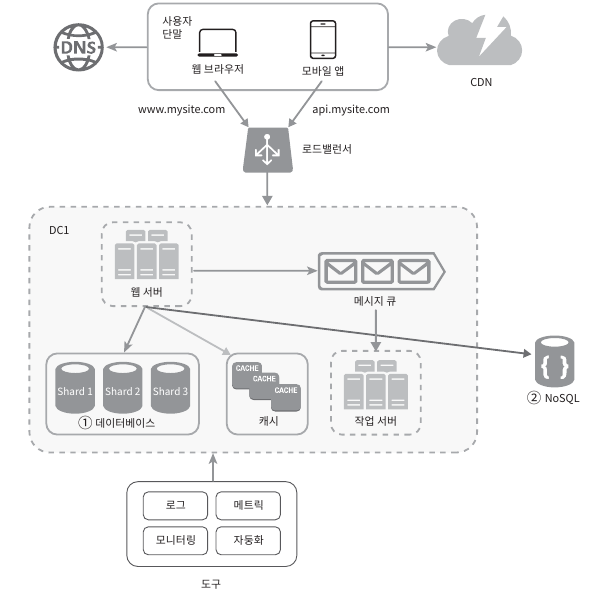 사용자
단말
DNS
웹 브라우저
모바일 앱
CDN
www.mysite.com
api.mysite.com
로드밸런서
DC1
웹 서버
메시지 큐
Shard 1
Shard 2
Shard 3
① 데이터베이스
CACHE
CACHE
CACHE
캐시
작업 서버
{ }
② NoSQL
로그
메트릭
모니터링
자동화
도구